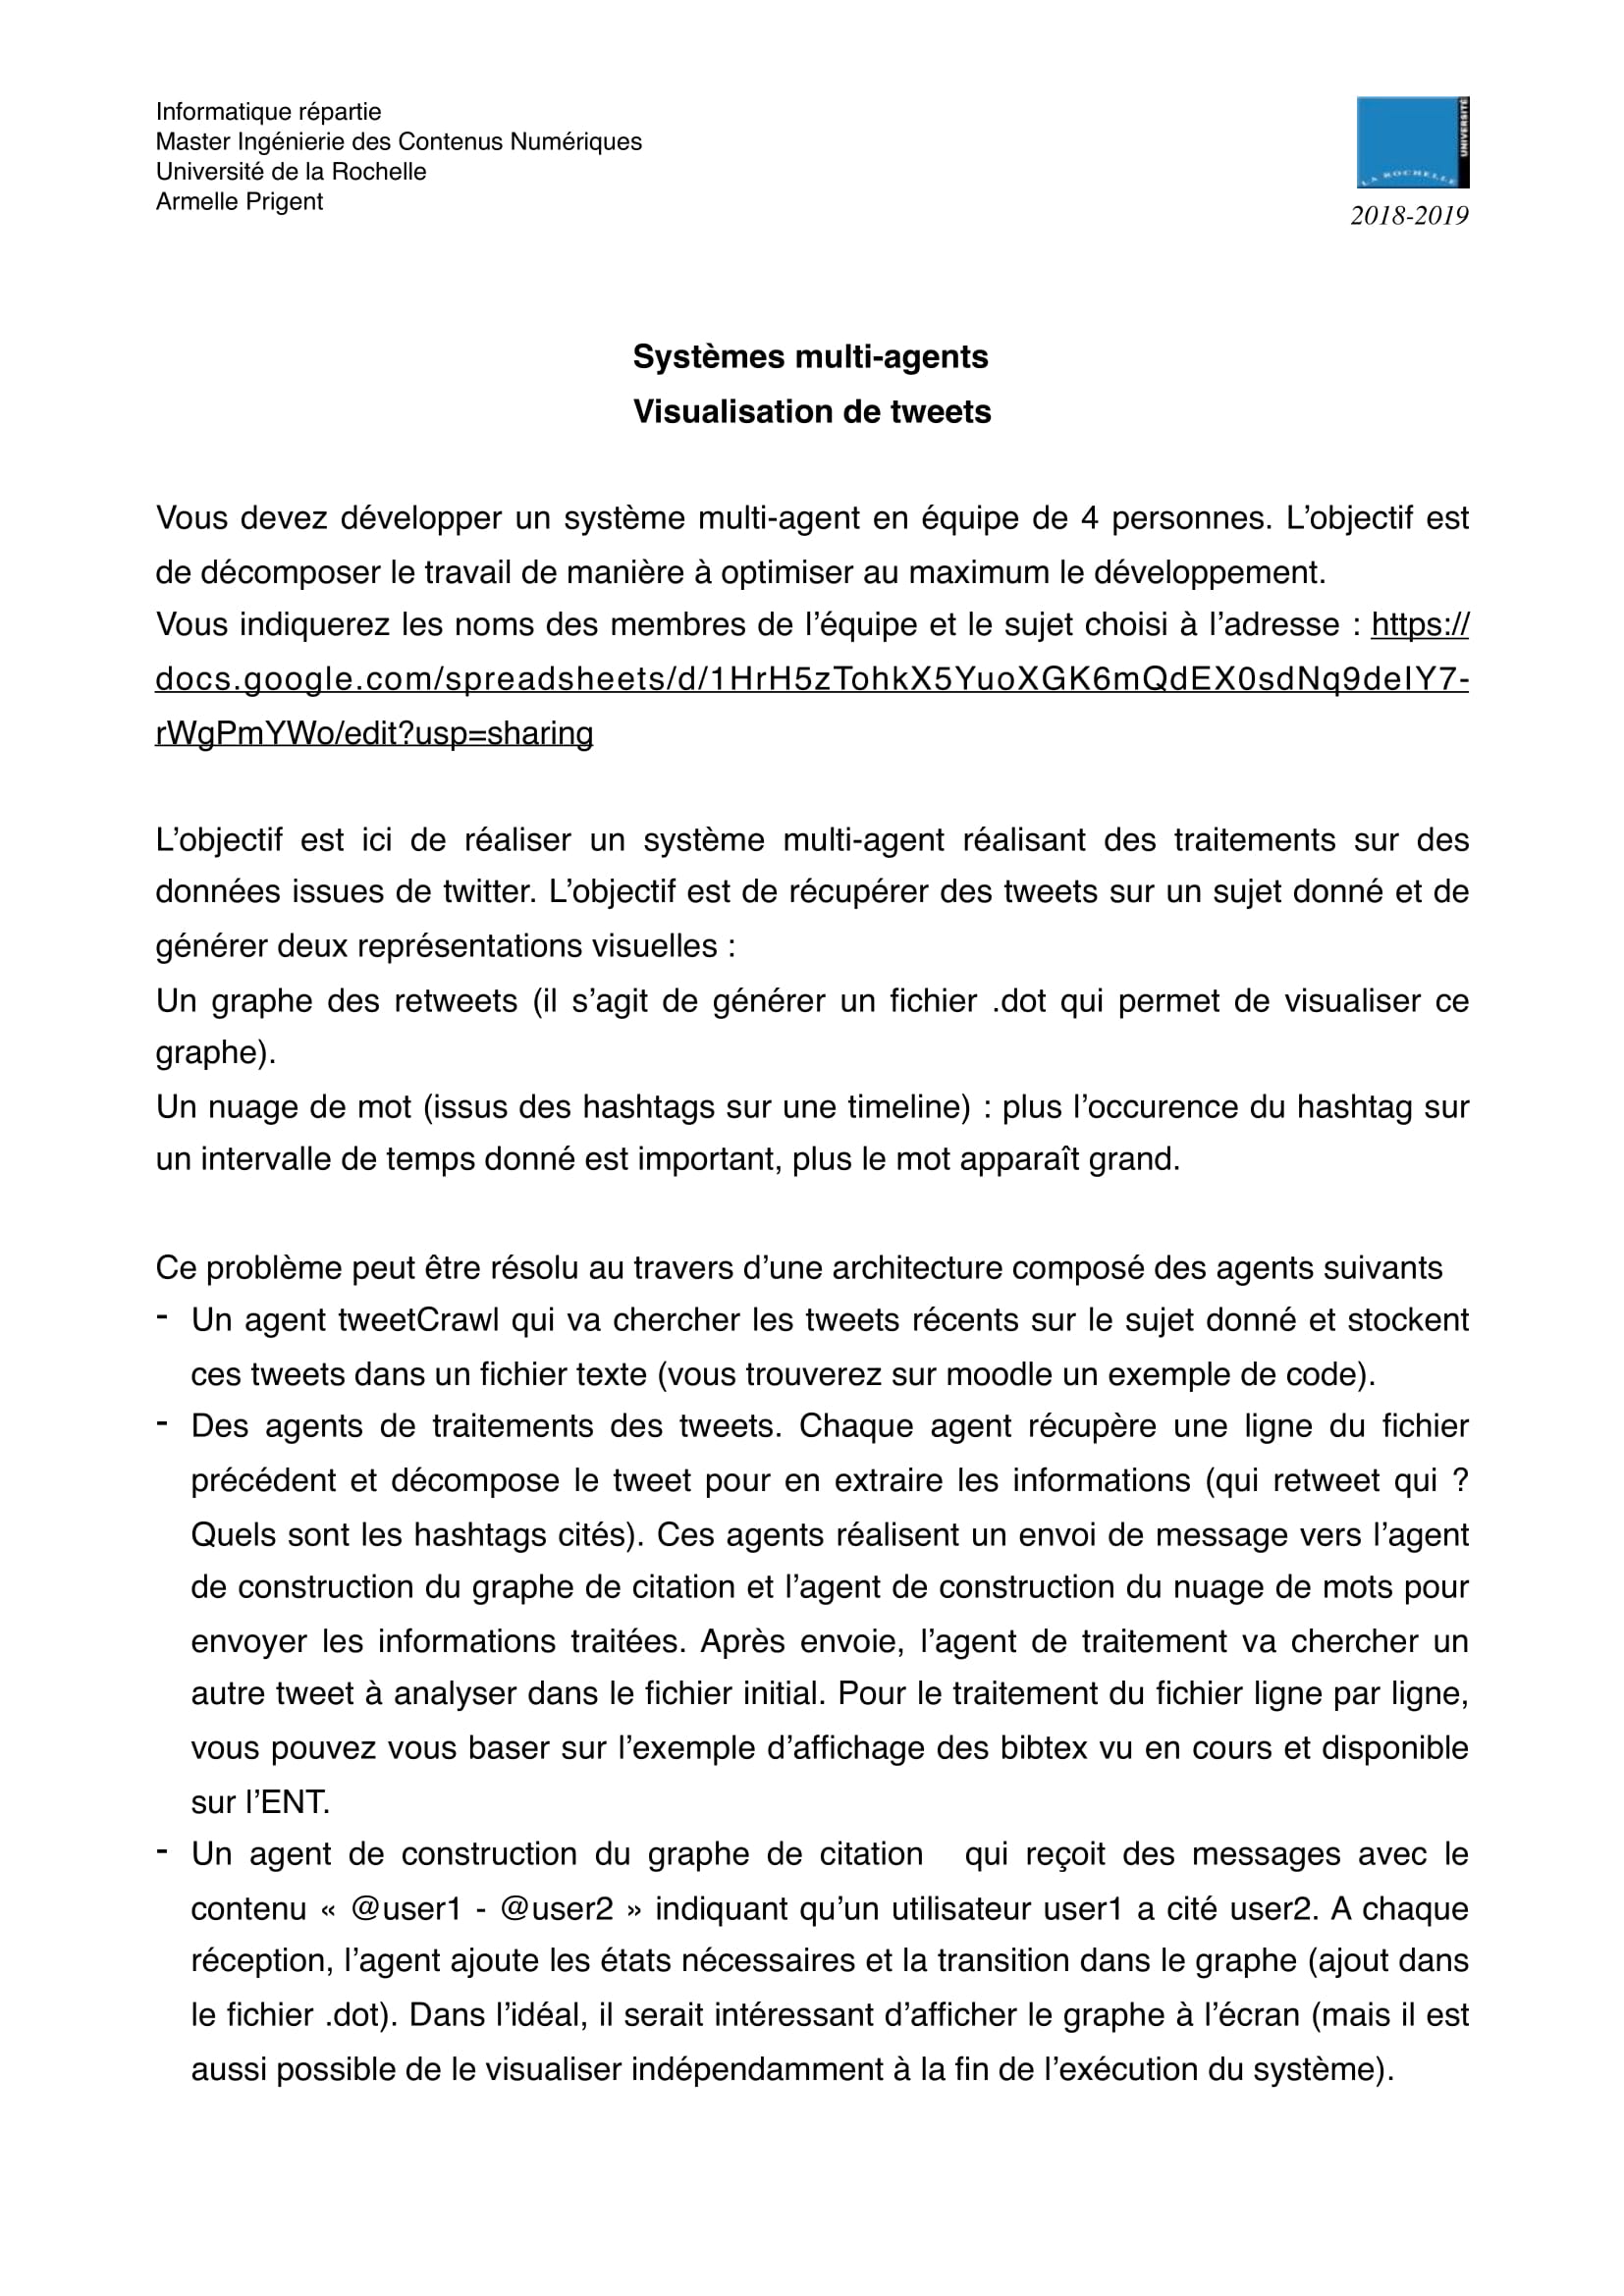 Informatique répartie
Master Ingénierie des Contenus Numériques
Université de la Rochelle
Armelle Prigent
UNIVERSITÉ
LA ROCHELLE
2018-2019
Systèmes multi-agents
Visualisation de tweets
Vous devez développer un système multi-agent en équipe de 4 personnes. L’objectif est
de décomposer le travail de manière à optimiser au maximum le développement.
Vous indiquerez les noms des membres de l’équipe et le sujet choisi à l’adresse : https://
docs.google.com/spreadsheets/d/1HrH5zTohkX5YuoXGK6mQdEX0sdNq9deIY7-
rWgPmYWo/edit?usp=sharing
L’objectif est ici de réaliser un système multi-agent réalisant des traitements sur des
données issues de twitter. L’objectif est de récupérer des tweets sur un sujet donné et de
générer deux représentations visuelles :
Un graphe des retweets (il s’agit de générer un fichier .dot qui permet de visualiser ce
graphe).
Un nuage de mot (issus des hashtags sur une timeline) : plus l’occurence du hashtag sur
un intervalle de temps donné est important, plus le mot apparaît grand.
Ce problème peut être résolu au travers d’une architecture composé des agents suivants
- Un agent tweetCrawl qui va chercher les tweets récents sur le sujet donné et stockent
ces tweets dans un fichier texte (vous trouverez sur moodle un exemple de code).
- Des agents de traitements des tweets. Chaque agent récupère une ligne du fichier
précédent et décompose le tweet pour en extraire les informations (qui retweet qui ?
Quels sont les hashtags cités). Ces agents réalisent un envoi de message vers l’agent
de construction du graphe de citation et l’agent de construction du nuage de mots pour
envoyer les informations traitées. Après envoie, l’agent de traitement va chercher un
autre tweet à analyser dans le fichier initial. Pour le traitement du fichier ligne par ligne,
vous pouvez vous baser sur l’exemple d’affichage des bibtex vu en cours et disponible
sur l’ENT.
- Un agent de construction du graphe de citation qui reçoit des messages avec le
contenu « @user1 - @user2 » indiquant qu’un utilisateur user1 a cité user2. A chaque
réception, l’agent ajoute les états nécessaires et la transition dans le graphe (ajout dans
le fichier .dot). Dans l’idéal, il serait intéressant d’afficher le graphe à l’écran (mais il est
aussi possible de le visualiser indépendamment à la fin de l’exécution du système).